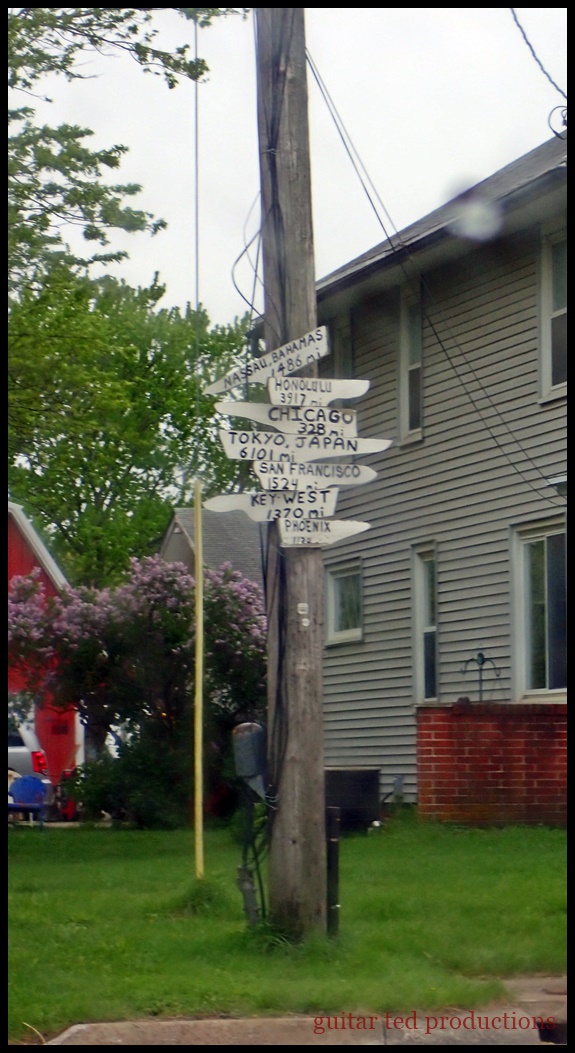 NASSAU, BAHAMAS
1486 mi
HONOLULU
3917 mi
CHICAGO
328 mi
TOKYO, JAPAN
6101 mi
SAN FRANCISCO
1524 mi
KEY WEST
1370 mi
PHOENIX
guitar ted productions